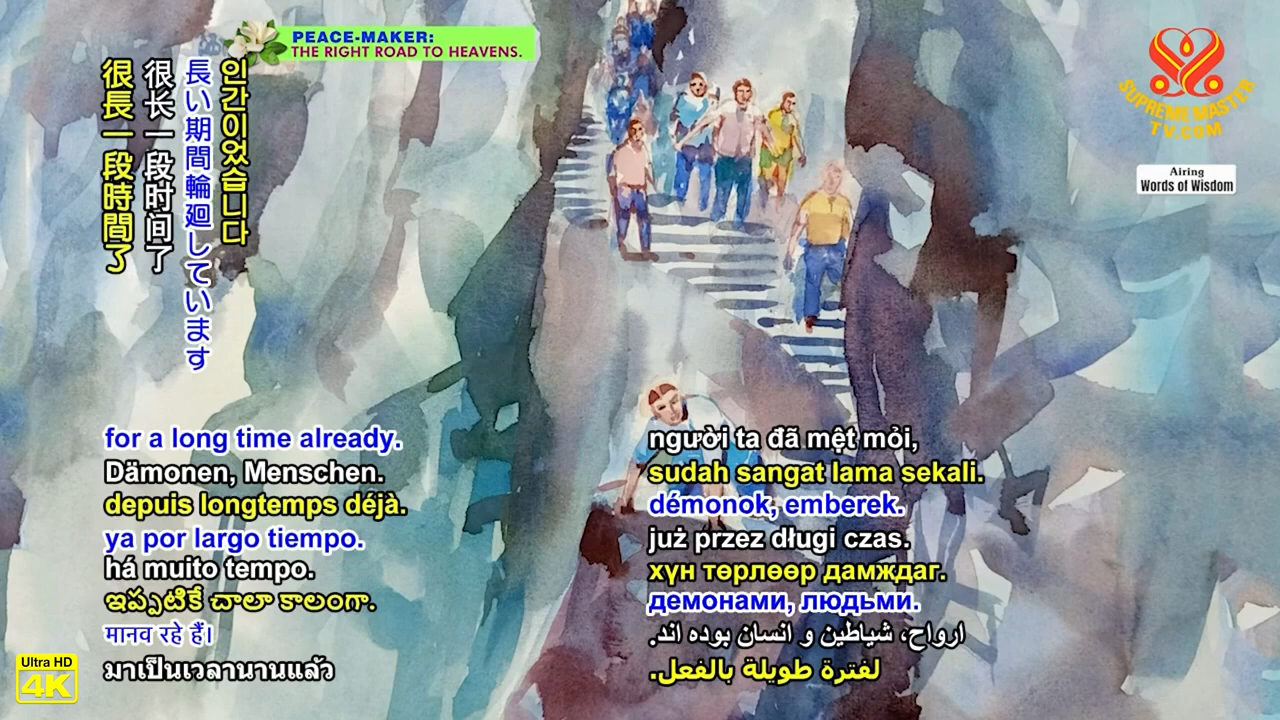 PEACE-MAKER:
THE RIGHT ROAD TO HEAVENS.
SUPREME MASTER
TV.COM
Airing
Words of Wisdom
인간이었습니다
長い期間輪廻しています
很长一段时间了
很長一段時間了
for a long time already.
Dämonen, Menschen.
depuis longtemps déjà.
ya por largo tiempo.
há muito tempo.
ఇప్పటికే చాలా కాలంగా.
मानव रहे हैं।
มาเป็นเวลานานแล้ว
người ta đã mệt mỏi,
sudah sangat lama sekali.
démonok, emberek.
już przez długi czas.
хүн төрлөөр дамждаг.
демонами, людьми.
ارواح، شیاطین و انسان بوده اند.
لفترة طويلة بالفعل.
Ultra HD
4K